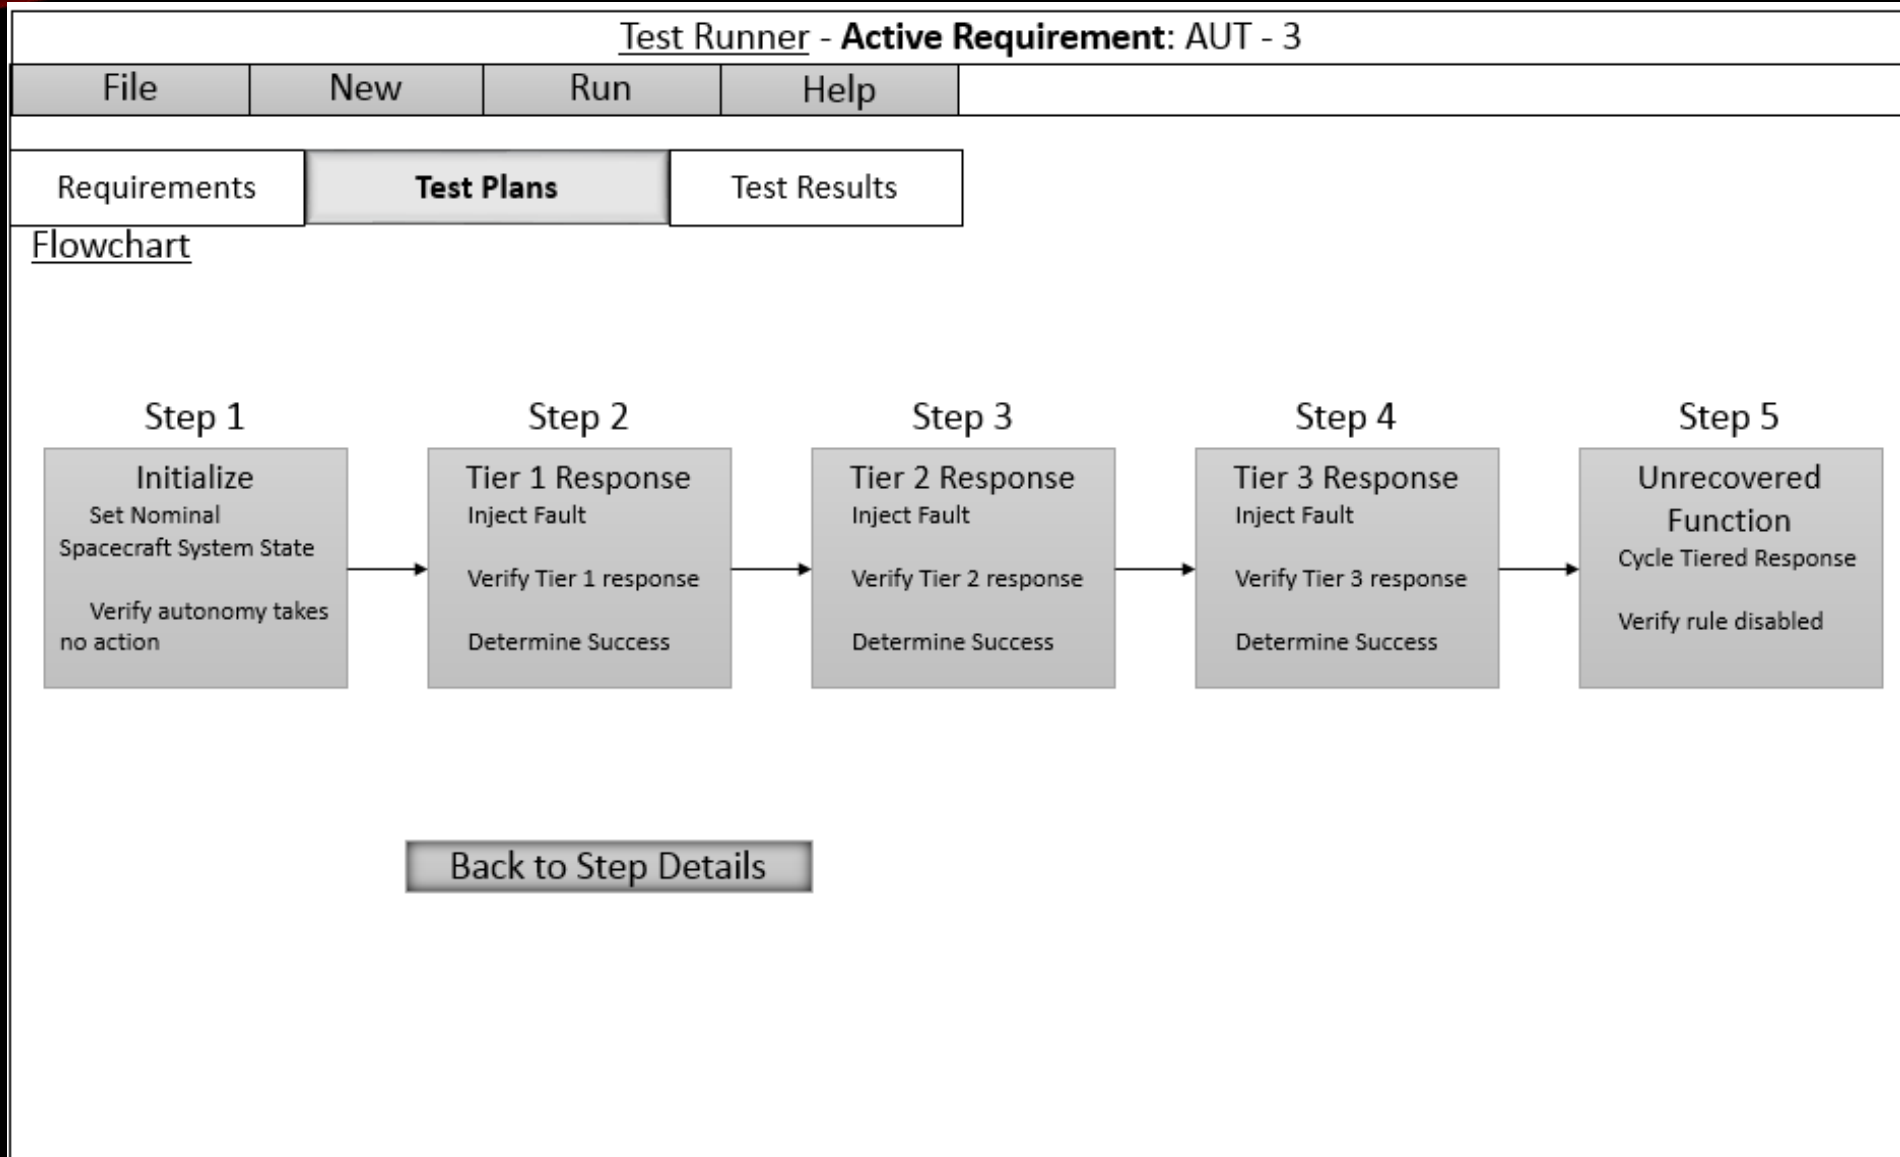 Test Runner - Active Requirement: AUT - 3
File New Run Help
Requirements Test Plans Test Results
Flowchart
Step 1
Initialize
Set Nominal
Spacecraft System State
Verify autonomy takes
no action
Step 2
Tier 1 Response
Inject Fault
Verify Tier 1 response
Determine Success
Step 3
Tier 2 Response
Inject Fault
Verify Tier 2 response
Determine Success
Step 4
Tier 3 Response
Inject Fault
Verify Tier 3 response
Determine Success
Step 5
Unrecovered
Function
Cycle Tiered Response
Verify rule disabled
Back to Step Details